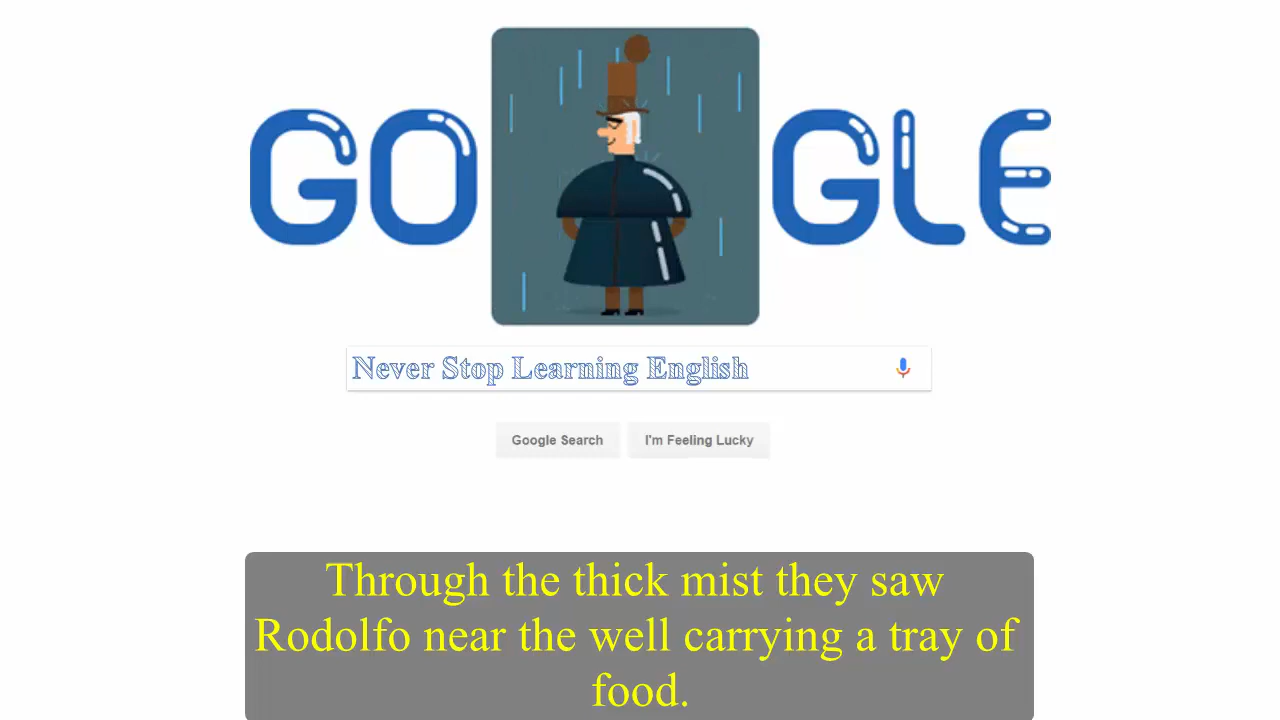 GO GLE
Never Stop Learning English
Google Search I'm Feeling Lucky
Through the thick mist they saw
Rodolfo near the well carrying a tray of
food.